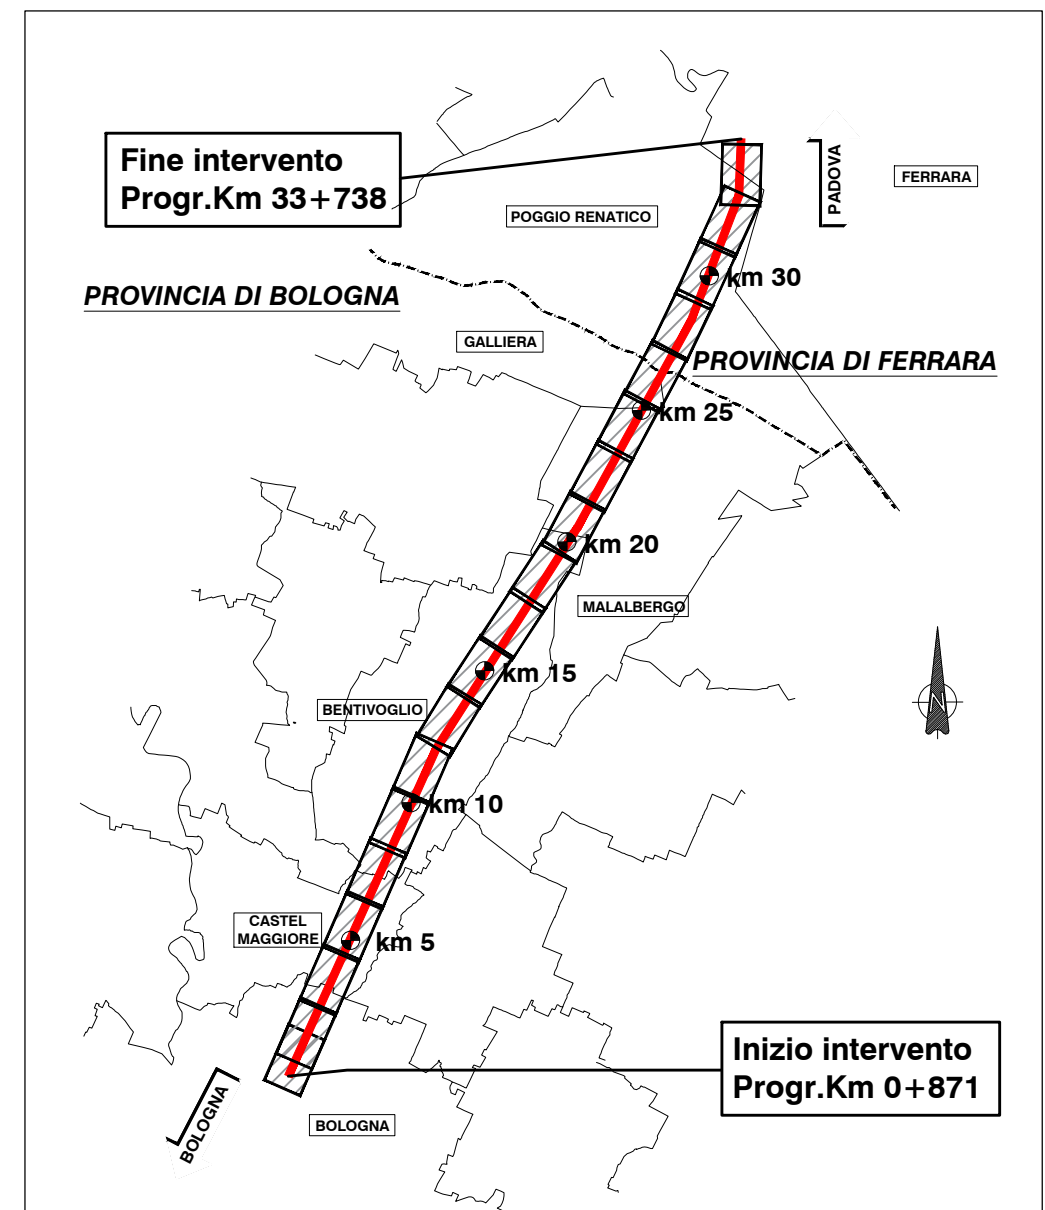 Fine intervento
Progr.Km 33+738
PADOVA
FERRARA
POGGIO RENATICO
km 30
PROVINCIA DI BOLOGNA
GALLIERA
PROVINCIA DI FERRARA
km 25
km 20
MALALBERGO
km 15
BENTIVOGLIO
N
km 10
CASTEL
MAGGIORE
km 5
Inizio intervento
Progr.Km 0+871
BOLOGNA
BOLOGNA